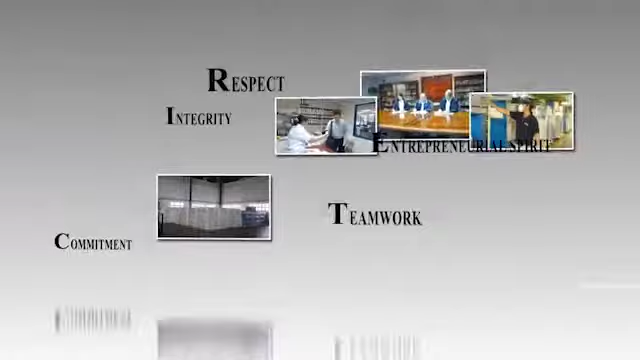 RESPECT
INTEGRITY
ENTREPRENEURIAL SPIRIT
TEAMWORK
COMMITMENT